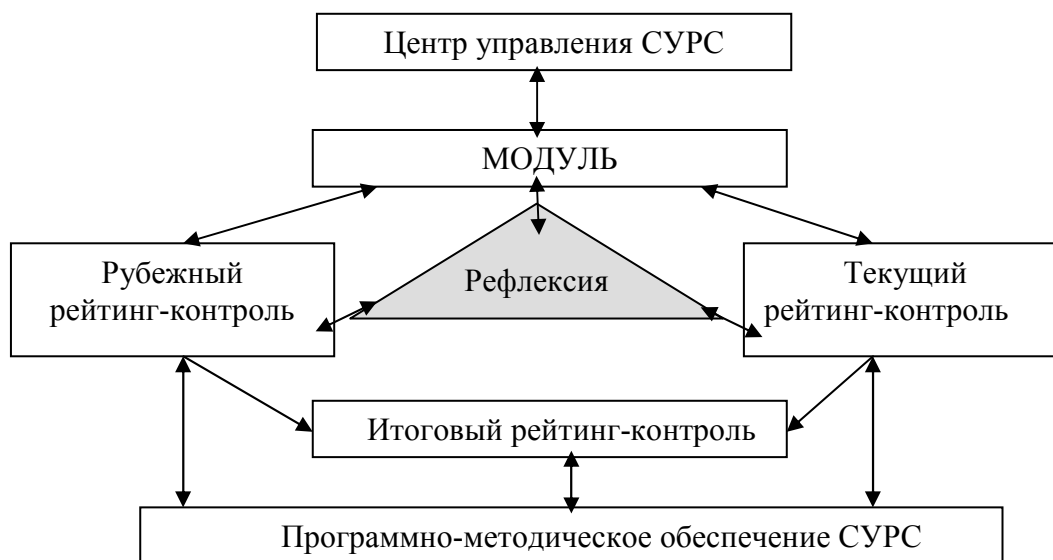 Центр управления СУРС
МОДУЛЬ
Рубежный
рейтинг-контроль
Рефлексия
Текущий
рейтинг-контроль
Итоговый рейтинг-контроль
Программно-методическое обеспечение СУРС